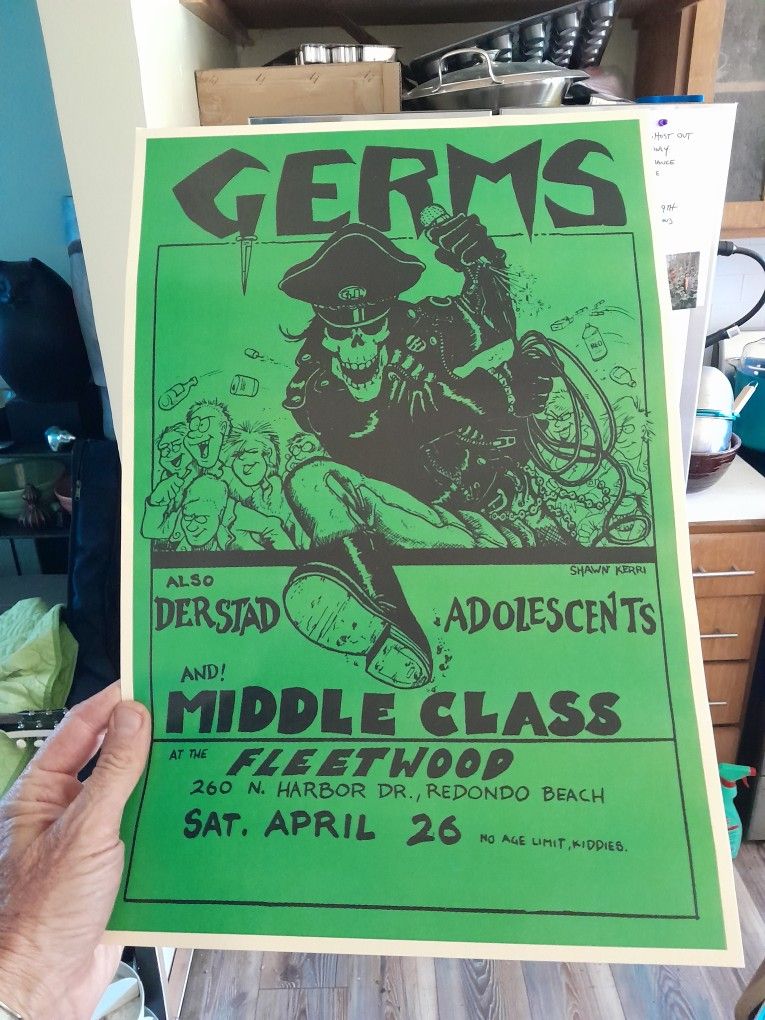 GERMS
ALSO
SHAWN KERRI
DERSTAD ADOLESCENTS
AND!
MIDDLE CLASS
AT THE FLEETWOOD
260 N. HARBOR DR., REDONDO BEACH
SAT. APRIL 26 NO AGE LIMIT, KIDDIES.